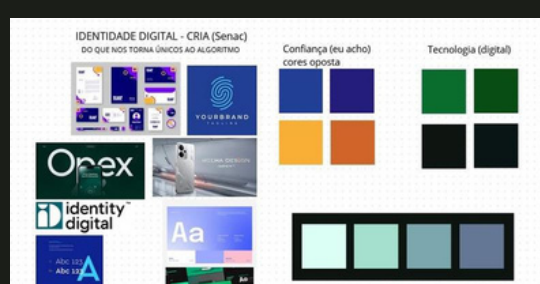 IDENTIDADE DIGITAL - CRIA (Senac)
DO QUE NOS TORNA ÚNICOS AO ALGORITMO
Confiança (eu acho)
cores oposta
Tecnologia (digital)
YOURBRAND
TAGLINE
Opex
identity
digital
Aa
Abc 123
Abc 123
A